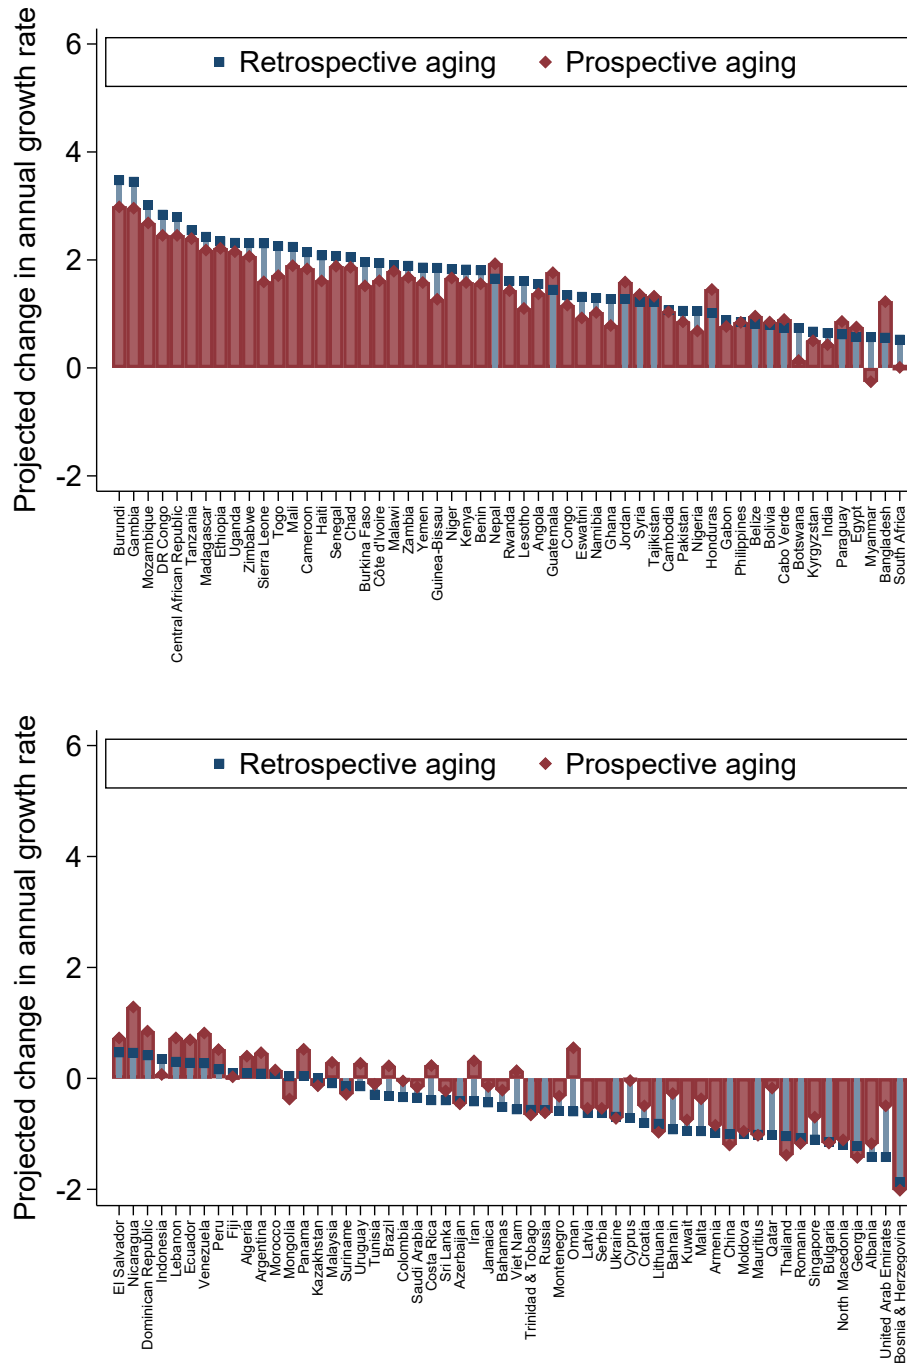 Projected change in annual growth rate
6
4
2
0
-2
Retrospective aging
Prospective aging
Burundi
Gambia
Mozambique
DR Congo
Central African Republic
Tanzania
Madagascar
Ethiopia
Uganda
Zimbabwe
Sierra Leone
Togo
Mali
Cameroon
Haiti
Senegal
Chad
Burkina Faso
Côte d'Ivoire
Malawi
Zambia
Yemen
Guinea-Bissau
Niger
Kenya
Benin
Nepal
Rwanda
Lesotho
Angola
Guatemala
Congo
Eswatini
Namibia
Ghana
Jordan
Syria
Tajikistan
Cambodia
Pakistan
Nigeria
Honduras
Gabon
Philippines
Belize
Bolivia
Cabo Verde
Botswana
Kyrgyzstan
India
Paraguay
Egypt
Myanmar
Bangladesh
South Africa
Projected change in annual growth rate
6
4
2
0
-2
Retrospective aging
Prospective aging
El Salvador
Nicaragua
Dominican Republic
Indonesia
Lebanon
Ecuador
Venezuela
Peru
Fiji
Algeria
Argentina
Morocco
Mongolia
Panama
Kazakhstan
Malaysia
Suriname
Uruguay
Tunisia
Brazil
Colombia
Saudi Arabia
Costa Rica
Sri Lanka
Azerbaijan
Iran
Jamaica
Bahamas
Viet Nam
Trinidad & Tobago
Russia
Montenegro
Oman
Latvia
Serbia
Ukraine
Cyprus
Croatia
Lithuania
Bahrain
Kuwait
Malta
Armenia
China
Moldova
Mauritius
Qatar
Thailand
Romania
Singapore
Bulgaria
North Macedonia
Georgia
Albania
United Arab Emirates
Bosnia & Herzegovina